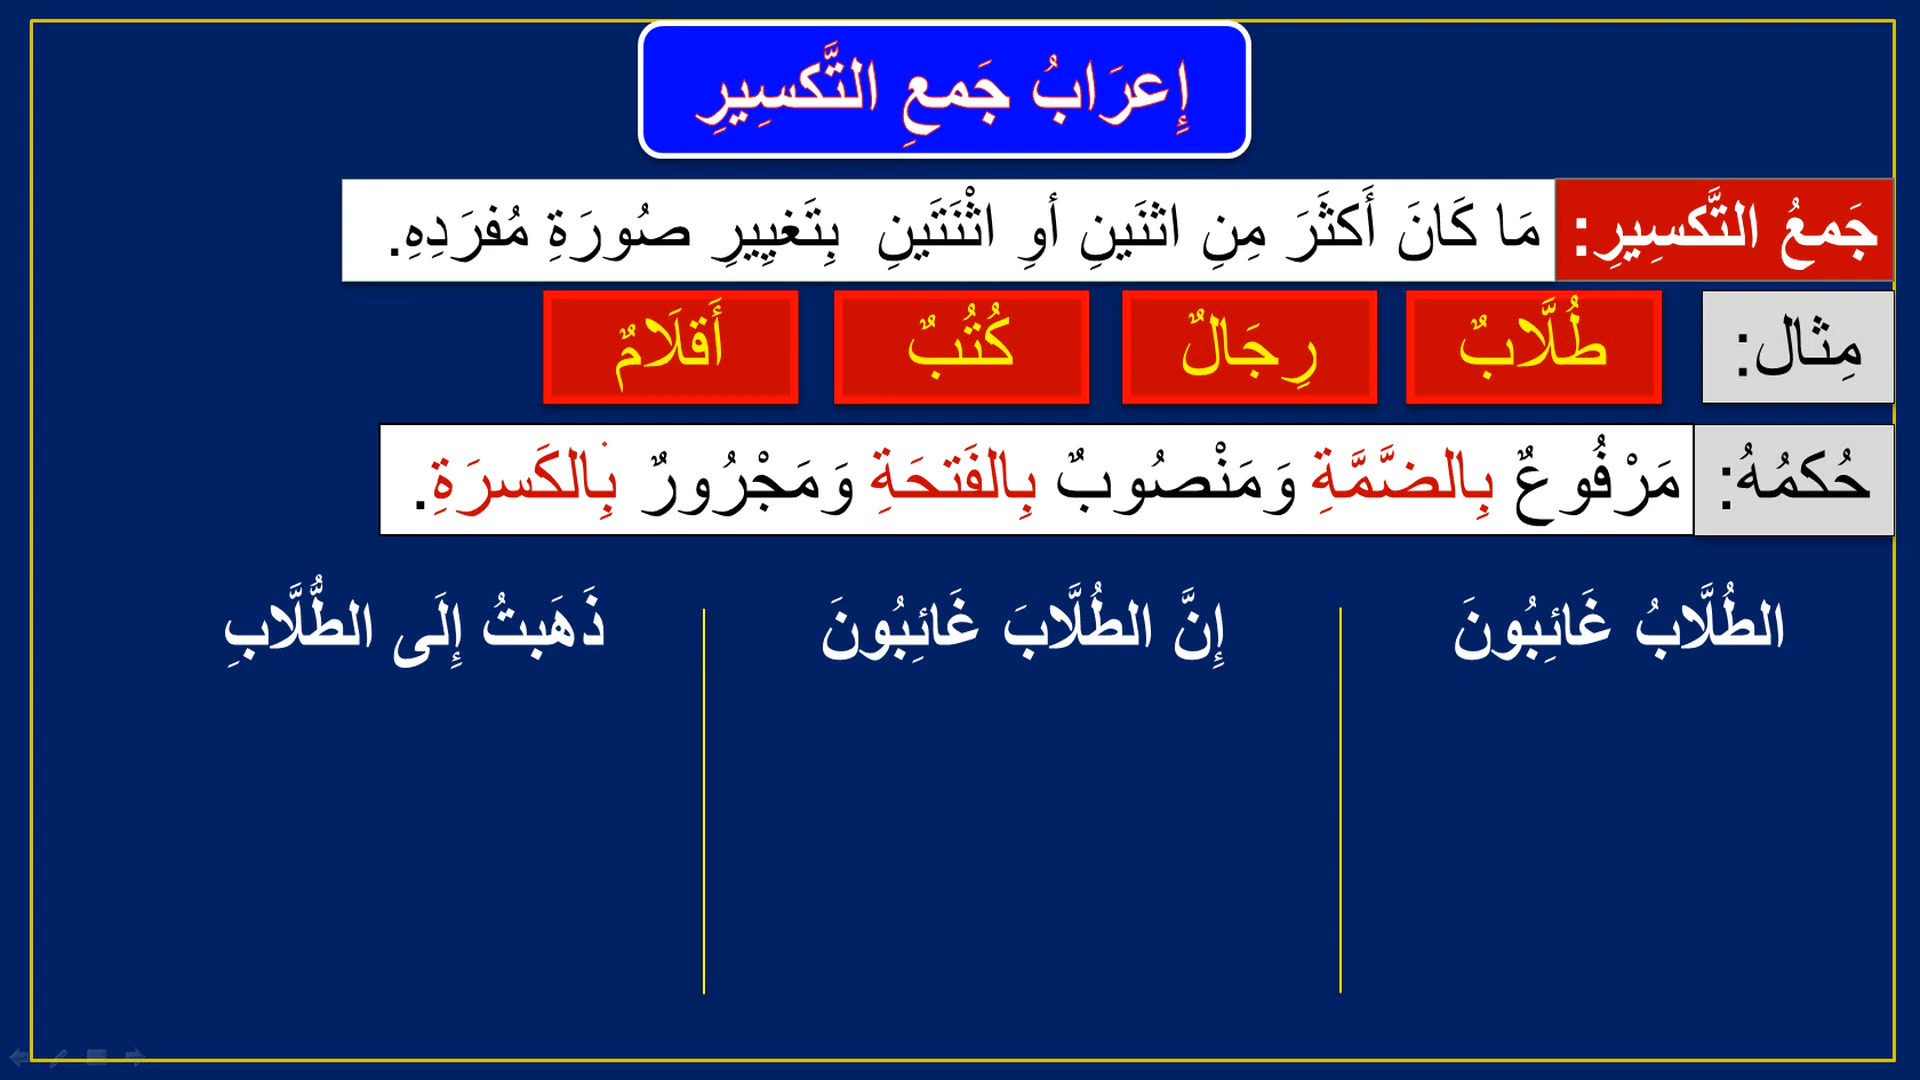 إِعرَابُ جَمعِ التَّكسِيرِ
جَمعُ التَّكسِيرِ: مَا كَانَ أَكثَرَ مِنِ اثنَينِ أوِ اثْنَتَينِ بِتَغيِيرِ صُورَةِ مُفرَدِهِ.
مِثال: طُلَّابٌ رِجَالٌ كُتُبٌ أَقلَامٌ
حُكمُهُ: مَرْفُوعٌ بِالضَّمَّةِ وَمَنْصُوبٌ بِالفَتحَةِ وَمَجْرُورٌ بِالكَسرَةِ.
الطُلَّابُ غَائِبُونَ إِنَّ الطُلَّابَ غَائِبُونَ ذَهَبتُ إِلَى الطُّلَّابِ